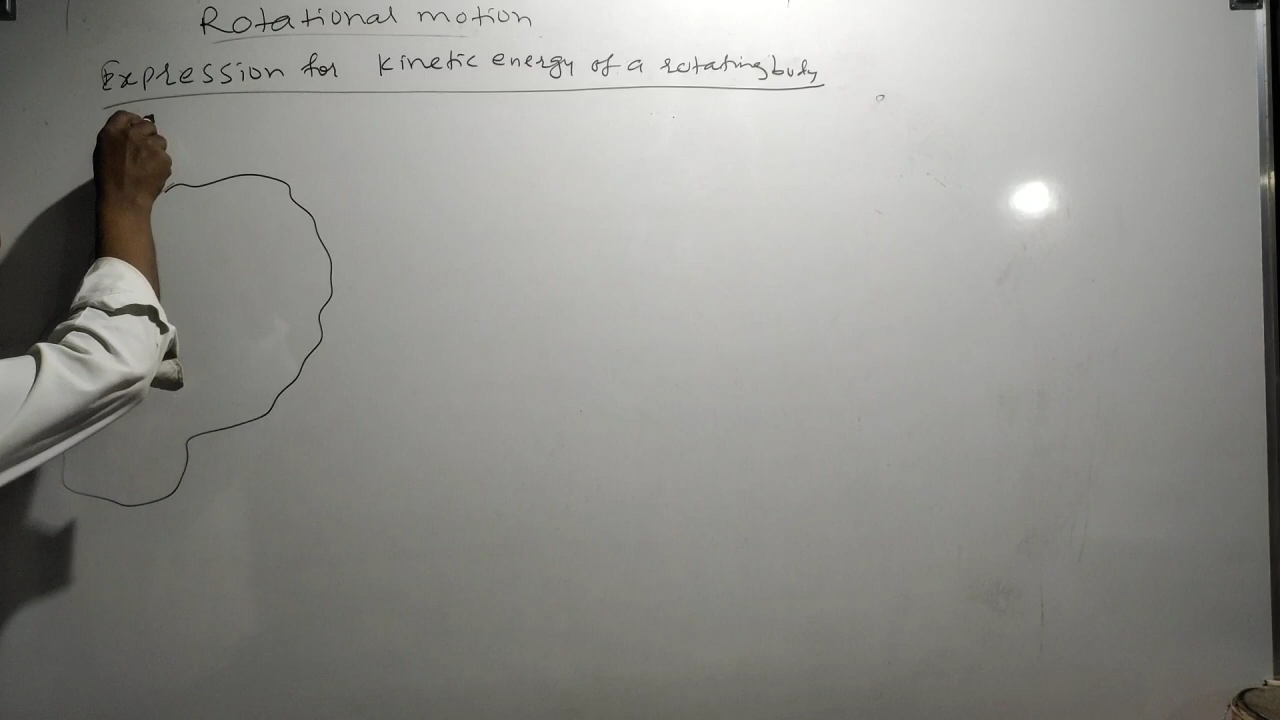 Rotational motion
Expression for kinetic energy of a rotating body